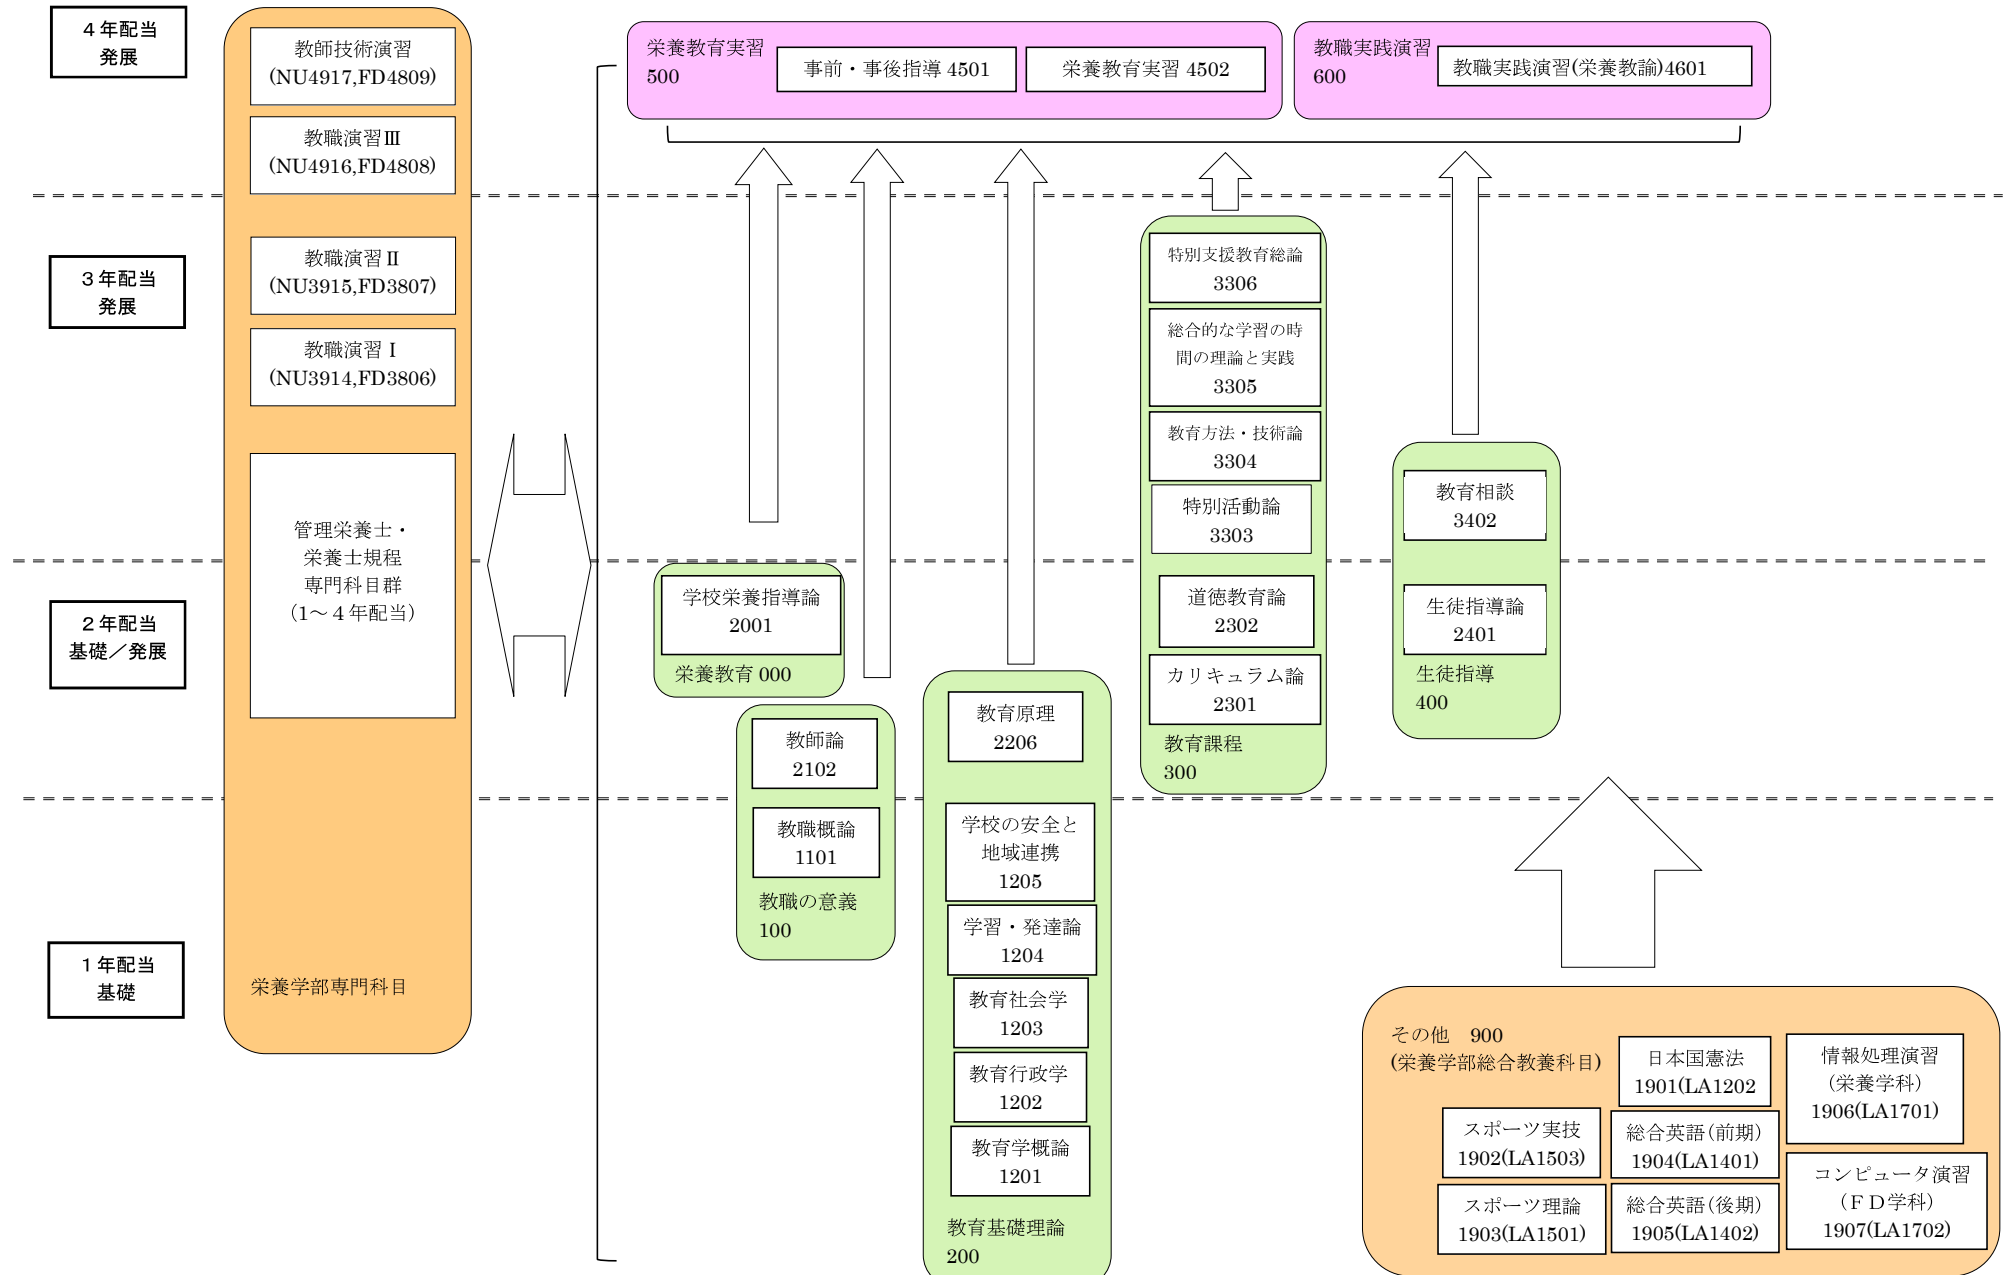 ４年配当
発展
３年配当
発展
２年配当
基礎／発展
１年配当
基礎
教師技術演習
(NU4917,FD4809)
教職演習Ⅲ
(NU4916,FD4808)
教職演習Ⅱ
(NU3915,FD3807)
教職演習Ⅰ
(NU3914,FD3806)
管理栄養士・
栄養士規程
専門科目群
（1～４年配当）
栄養学部専門科目
栄養教育実習
500
事前・事後指導 4501
栄養教育実習 4502
教職実践演習
600
教職実践演習(栄養教諭)4601
学校栄養指導論
2001
栄養教育 000
教師論
2102
教職概論
1101
教職の意義
100
教育原理
2206
学校の安全と
地域連携
1205
学習・発達論
1204
教育社会学
1203
教育行政学
1202
教育学概論
1201
教育基礎理論
200
特別支援教育総論
3306
総合的な学習の時
間の理論と実践
3305
教育方法・技術論
3304
特別活動論
3303
道徳教育論
2302
カリキュラム論
2301
教育課程
300
教育相談
3402
生徒指導論
2401
生徒指導
400
その他　900
(栄養学部総合教養科目)
日本国憲法
1901(LA1202
情報処理演習
（栄養学科）
1906(LA1701)
スポーツ実技
1902(LA1503)
総合英語(前期)
1904(LA1401)
コンピュータ演習
（ＦＤ学科）
1907(LA1702)
スポーツ理論
1903(LA1501)
総合英語(後期)
1905(LA1402)